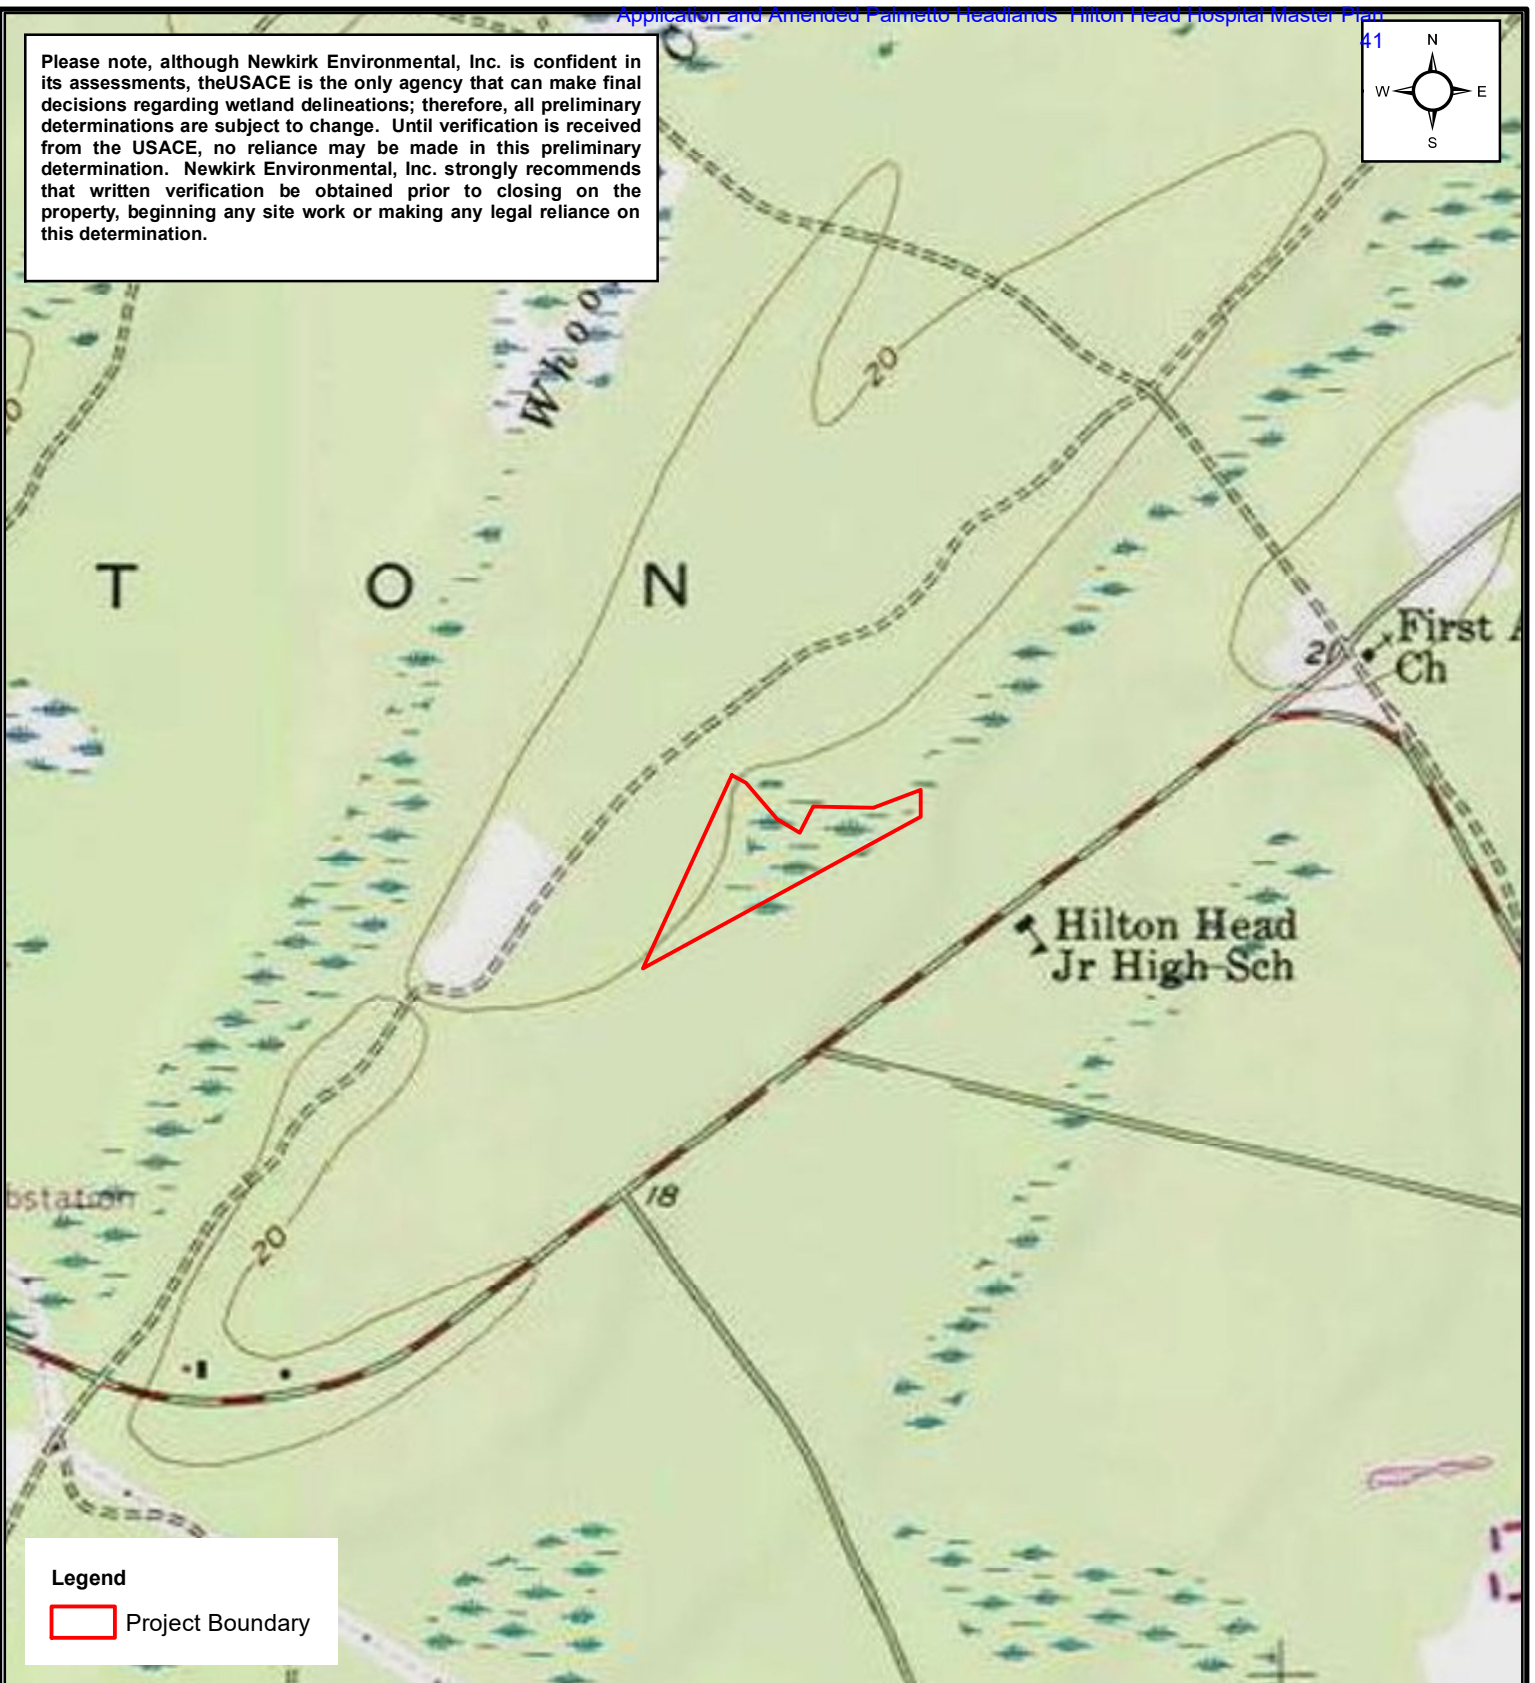 Application and Amended Palmetto Headlands Hilton Head Hospital Master Plan
41
Please note, although Newkirk Environmental, Inc. is confident in
its assessments, theUSACE is the only agency that can make final
decisions regarding wetland delineations; therefore, all preliminary
determinations are subject to change. Until verification is received
from the USACE, no reliance may be made in this preliminary
determination. Newkirk Environmental, Inc. strongly recommends
that written verification be obtained prior to closing on the
property, beginning any site work or making any legal reliance on
this determination.
N
W E
S
Whoo
20
T O N
First
Ch
20
Hilton Head
Jr High Sch
18
bstation
20
Legend
Project Boundary